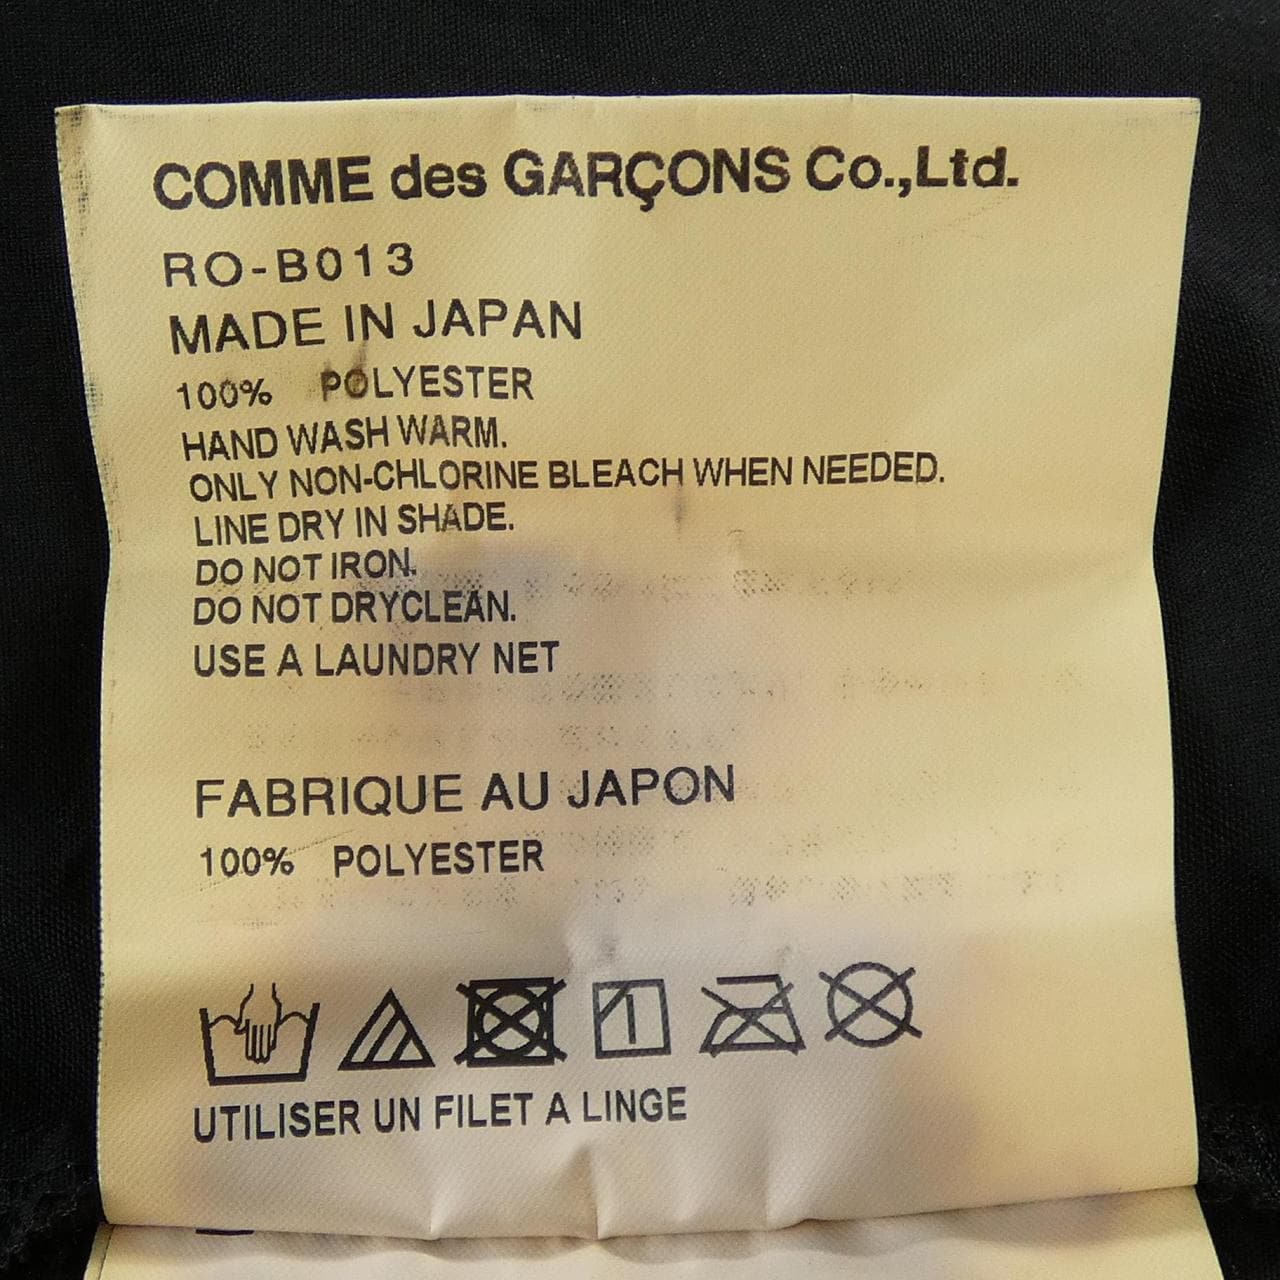 COMME des GARÇONS Co.,Ltd.
RO-B013
MADE IN JAPAN
100% POLYESTER
HAND WASH WARM.
ONLY NON-CHLORINE BLEACH WHEN NEEDED.
LINE DRY IN SHADE.
DO NOT IRON.
DO NOT DRYCLEAN.
USE A LAUNDRY NET
FABRIQUE AU JAPON
100% POLYESTER
UTILISER UN FILET A LINGE